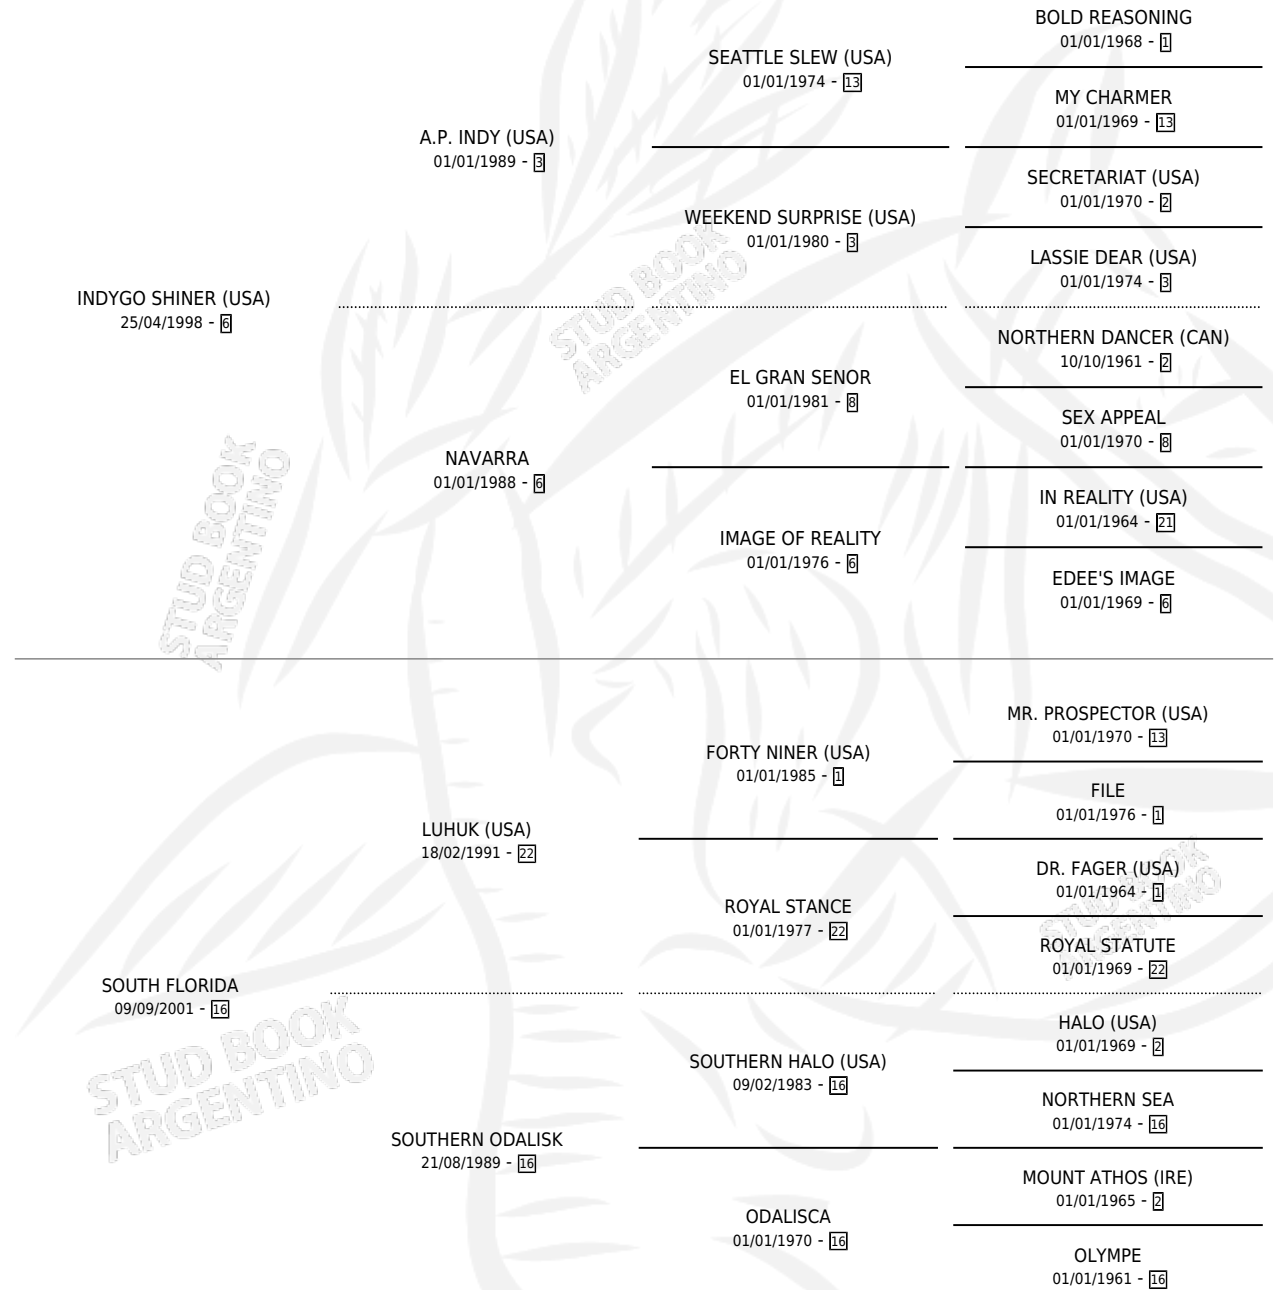 BOLD REASONING
01/01/1968 - 1
SEATTLE SLEW (USA)
01/01/1974 - 13
MY CHARMER
01/01/1969 - 13
A.P. INDY (USA)
01/01/1989 - 3
SECRETARIAT (USA)
01/01/1970 - 2
WEEKEND SURPRISE (USA)
01/01/1980 - 3
LASSIE DEAR (USA)
01/01/1974 - 3
INDYGO SHINER (USA)
25/04/1998 - 6
NORTHERN DANCER (CAN)
10/10/1961 - 2
EL GRAN SENOR
01/01/1981 - 8
SEX APPEAL
01/01/1970 - 8
NAVARRA
01/01/1988 - 6
IN REALITY (USA)
01/01/1964 - 21
IMAGE OF REALITY
01/01/1976 - 6
EDEE'S IMAGE
01/01/1969 - 6
STUD BOOK
ARGENTINO
STUD BOOK
ARGENTINO
MR. PROSPECTOR (USA)
01/01/1970 - 13
FORTY NINER (USA)
01/01/1985 - 1
FILE
01/01/1976 - 1
LUHUK (USA)
18/02/1991 - 22
DR. FAGER (USA)
01/01/1964 - 1
ROYAL STANCE
01/01/1977 - 22
ROYAL STATUTE
01/01/1969 - 22
SOUTH FLORIDA
09/09/2001 - 16
HALO (USA)
01/01/1969 - 2
SOUTHERN HALO (USA)
09/02/1983 - 16
NORTHERN SEA
01/01/1974 - 16
SOUTHERN ODALISK
21/08/1989 - 16
MOUNT ATHOS (IRE)
01/01/1965 - 2
ODALISCA
01/01/1970 - 16
OLYMPE
01/01/1961 - 16
STUD BOOK
ARGENTINO
STUD BOOK
ARGENTINO